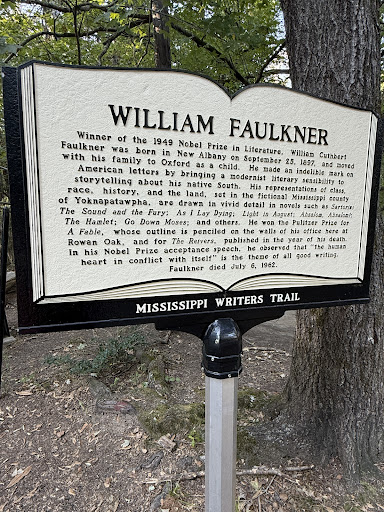 WILLIAM FAULKNER
Winner of the 1949 Nobel Prize in Literature, William Cuthbert
Faulkner was born in New Albany on September 25, 1897, and moved
with his family to Oxford as a child. He made an indelible mark on
American letters by bringing a modernist literary sensibility to
storytelling about his native South. His representations of class,
race, history, and the land, set in the fictional Mississippi county
of Yoknapatawpha, are drawn in vivid detail in novels such as Sartoris;
The Sound and the Fury; As I Lay Dying; Light in August; Absalom, Absalom!;
The Hamlet; Go Down Moses; and others. He won the Pulitzer Prize for
A Fable, whose outline is penciled on the walls of his office here at
Rowan Oak, and for The Reivers, published in the year of his death.
In his Nobel Prize acceptance speech, he observed that "the human
heart in conflict with itself" is the theme of all good writing.
Faulkner died July 6, 1962.
MISSISSIPPI WRITERS TRAIL